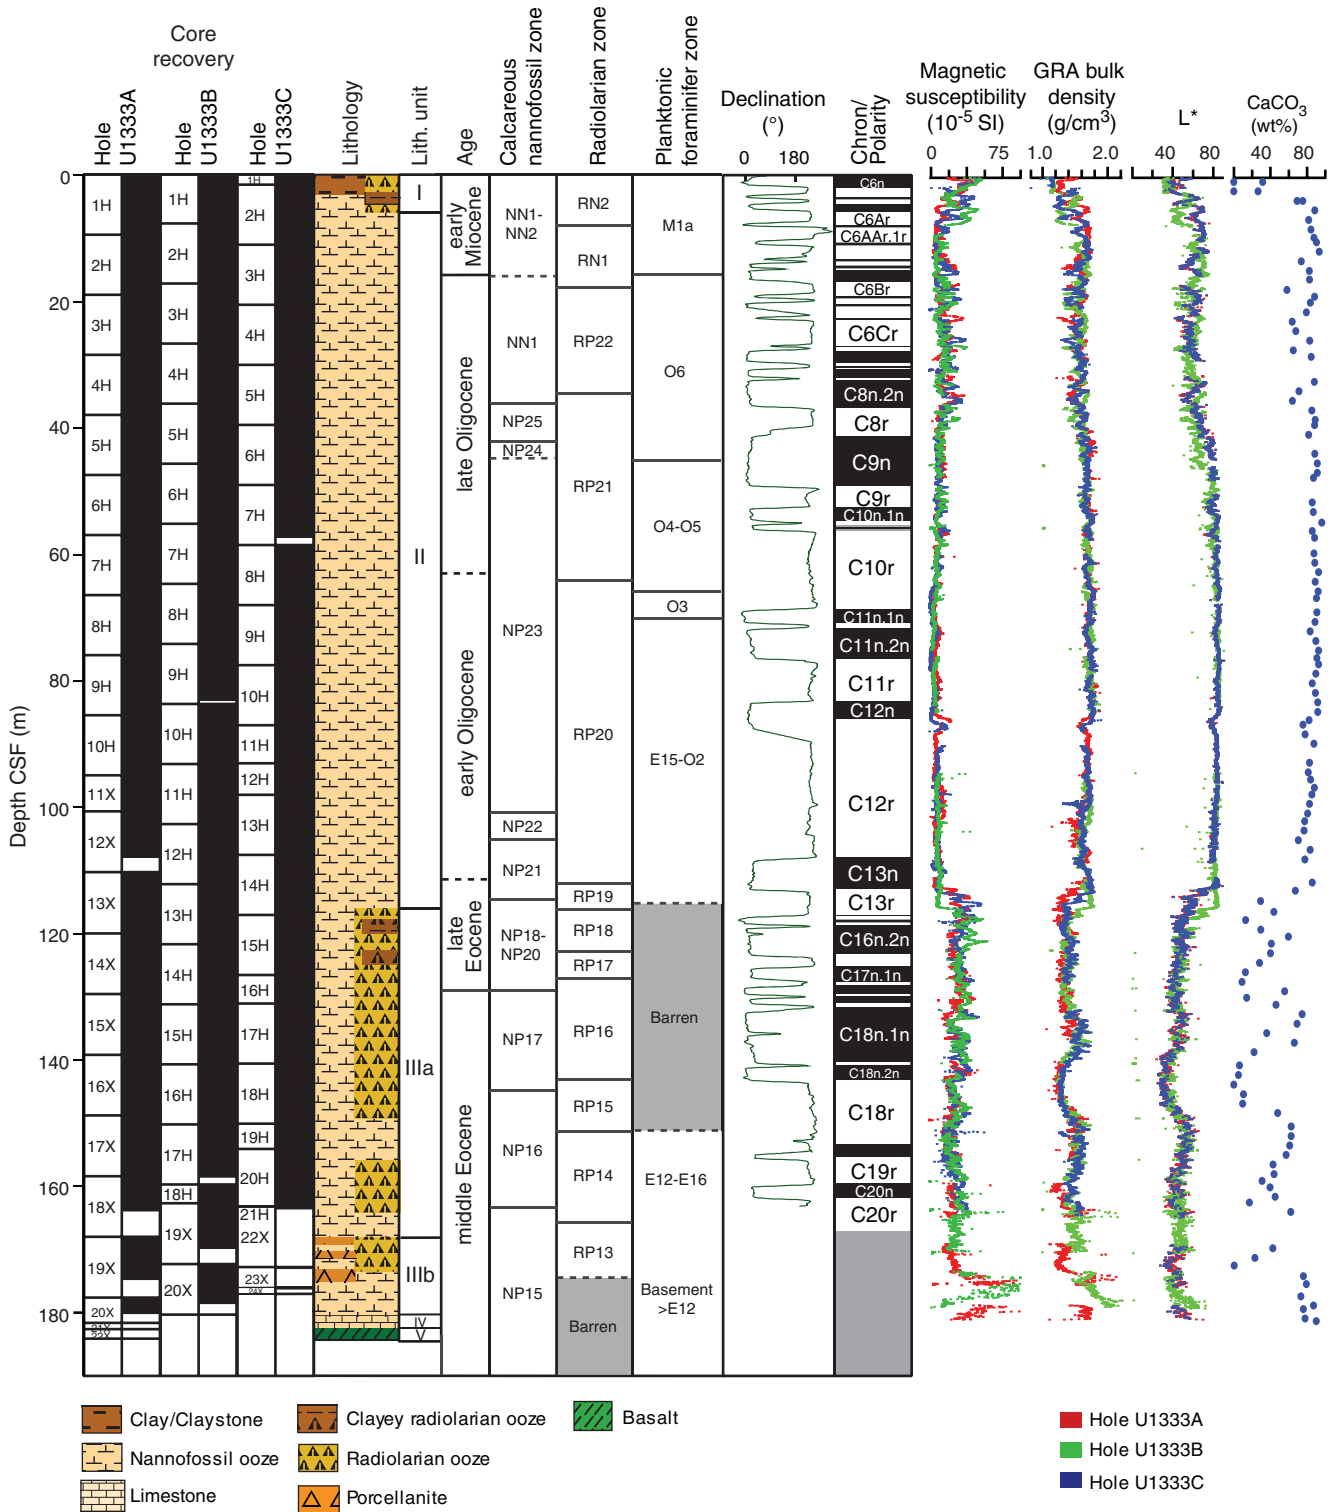 Core
recovery
Hole
U1333A
Hole
U1333B
Hole
U1333C
Lithology
Lith. unit
Age
Calcareous
nannofossil zone
Radiolarian zone
Planktonic
foraminifer zone
Declination
(°)
0 180
Chron/
Polarity
Magnetic
susceptibility
(10-5 SI)
0 75
GRA bulk
density
(g/cm3)
1.0 2.0
L*
40 80
CaCO3
(wt%)
0 40 80
Depth CSF (m)
0
20
40
60
80
100
120
140
160
180
1H
2H
3H
4H
5H
6H
7H
8H
9H
10H
11X
12X
13X
14X
15X
16X
17X
18X
19X
20X
21X
22X
1H
2H
3H
4H
5H
6H
7H
8H
9H
10H
11H
12H
13H
14H
15H
16H
17H
18H
19X
20X
1H
2H
3H
4H
5H
6H
7H
8H
9H
10H
11H
12H
13H
14H
15H
16H
17H
18H
19H
20H
21H
22X
23X
24X
I
II
IIIa
IIIb
IV
V
early
Miocene
late Oligocene
early Oligocene
late
Eocene
middle Eocene
NN1-
NN2
NN1
NP25
NP24
NP23
NP22
NP21
NP18-
NP20
NP17
NP16
NP15
RN2
RN1
RP22
RP21
RP20
RP19
RP18
RP17
RP16
RP15
RP14
RP13
Barren
M1a
O6
O4-O5
O3
E15-O2
Barren
E12-E16
Basement
>E12
C6n
C6Ar
C6AAr.1r
C6Br
C6Cr
C8n.2n
C8r
C9n
C9r
C10n.1n
C10r
C11n.1n
C11n.2n
C11r
C12n
C12r
C13n
C13r
C16n.2n
C17n.1n
C18n.1n
C18n.2n
C18r
C19r
C20n
C20r
Clay/Claystone
Nannofossil ooze
Limestone
Clayey radiolarian ooze
Radiolarian ooze
Porcellanite
Basalt
Hole U1333A
Hole U1333B
Hole U1333C